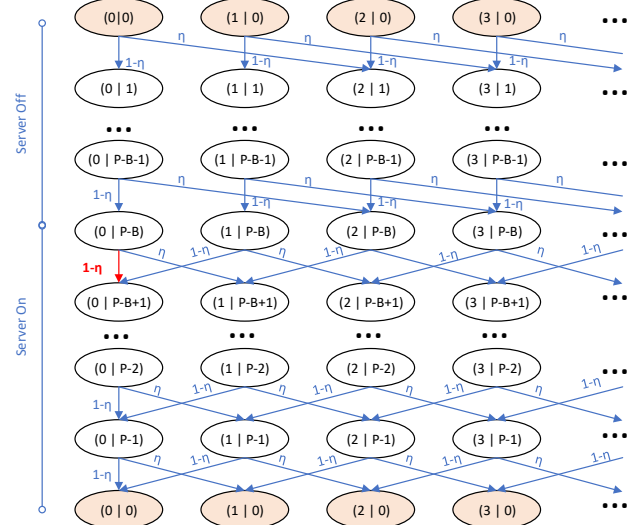 (0|0) (1 | 0) (2 | 0) (3 | 0) ...
η η η η
1-η 1-η 1-η 1-η
(0 | 1) (1 | 1) (2 | 1) (3 | 1) ...
Server Off
... ... ... ...
(0 | P-B-1) (1 | P-B-1) (2 | P-B-1) (3 | P-B-1) ...
η η η η
1-η 1-η 1-η 1-η
(0 | P-B) (1 | P-B) (2 | P-B) (3 | P-B) ...
1-η η 1-η η 1-η η 1-η η 1-η
(0 | P-B+1) (1 | P-B+1) (2 | P-B+1) (3 | P-B+1) ...
Server On
... ... ... ...
(0 | P-2) (1 | P-2) (2 | P-2) (3 | P-2) ...
1-η η 1-η η 1-η η 1-η η 1-η
(0 | P-1) (1 | P-1) (2 | P-1) (3 | P-1) ...
1-η η 1-η η 1-η η 1-η η 1-η
(0 | 0) (1 | 0) (2 | 0) (3 | 0) ...